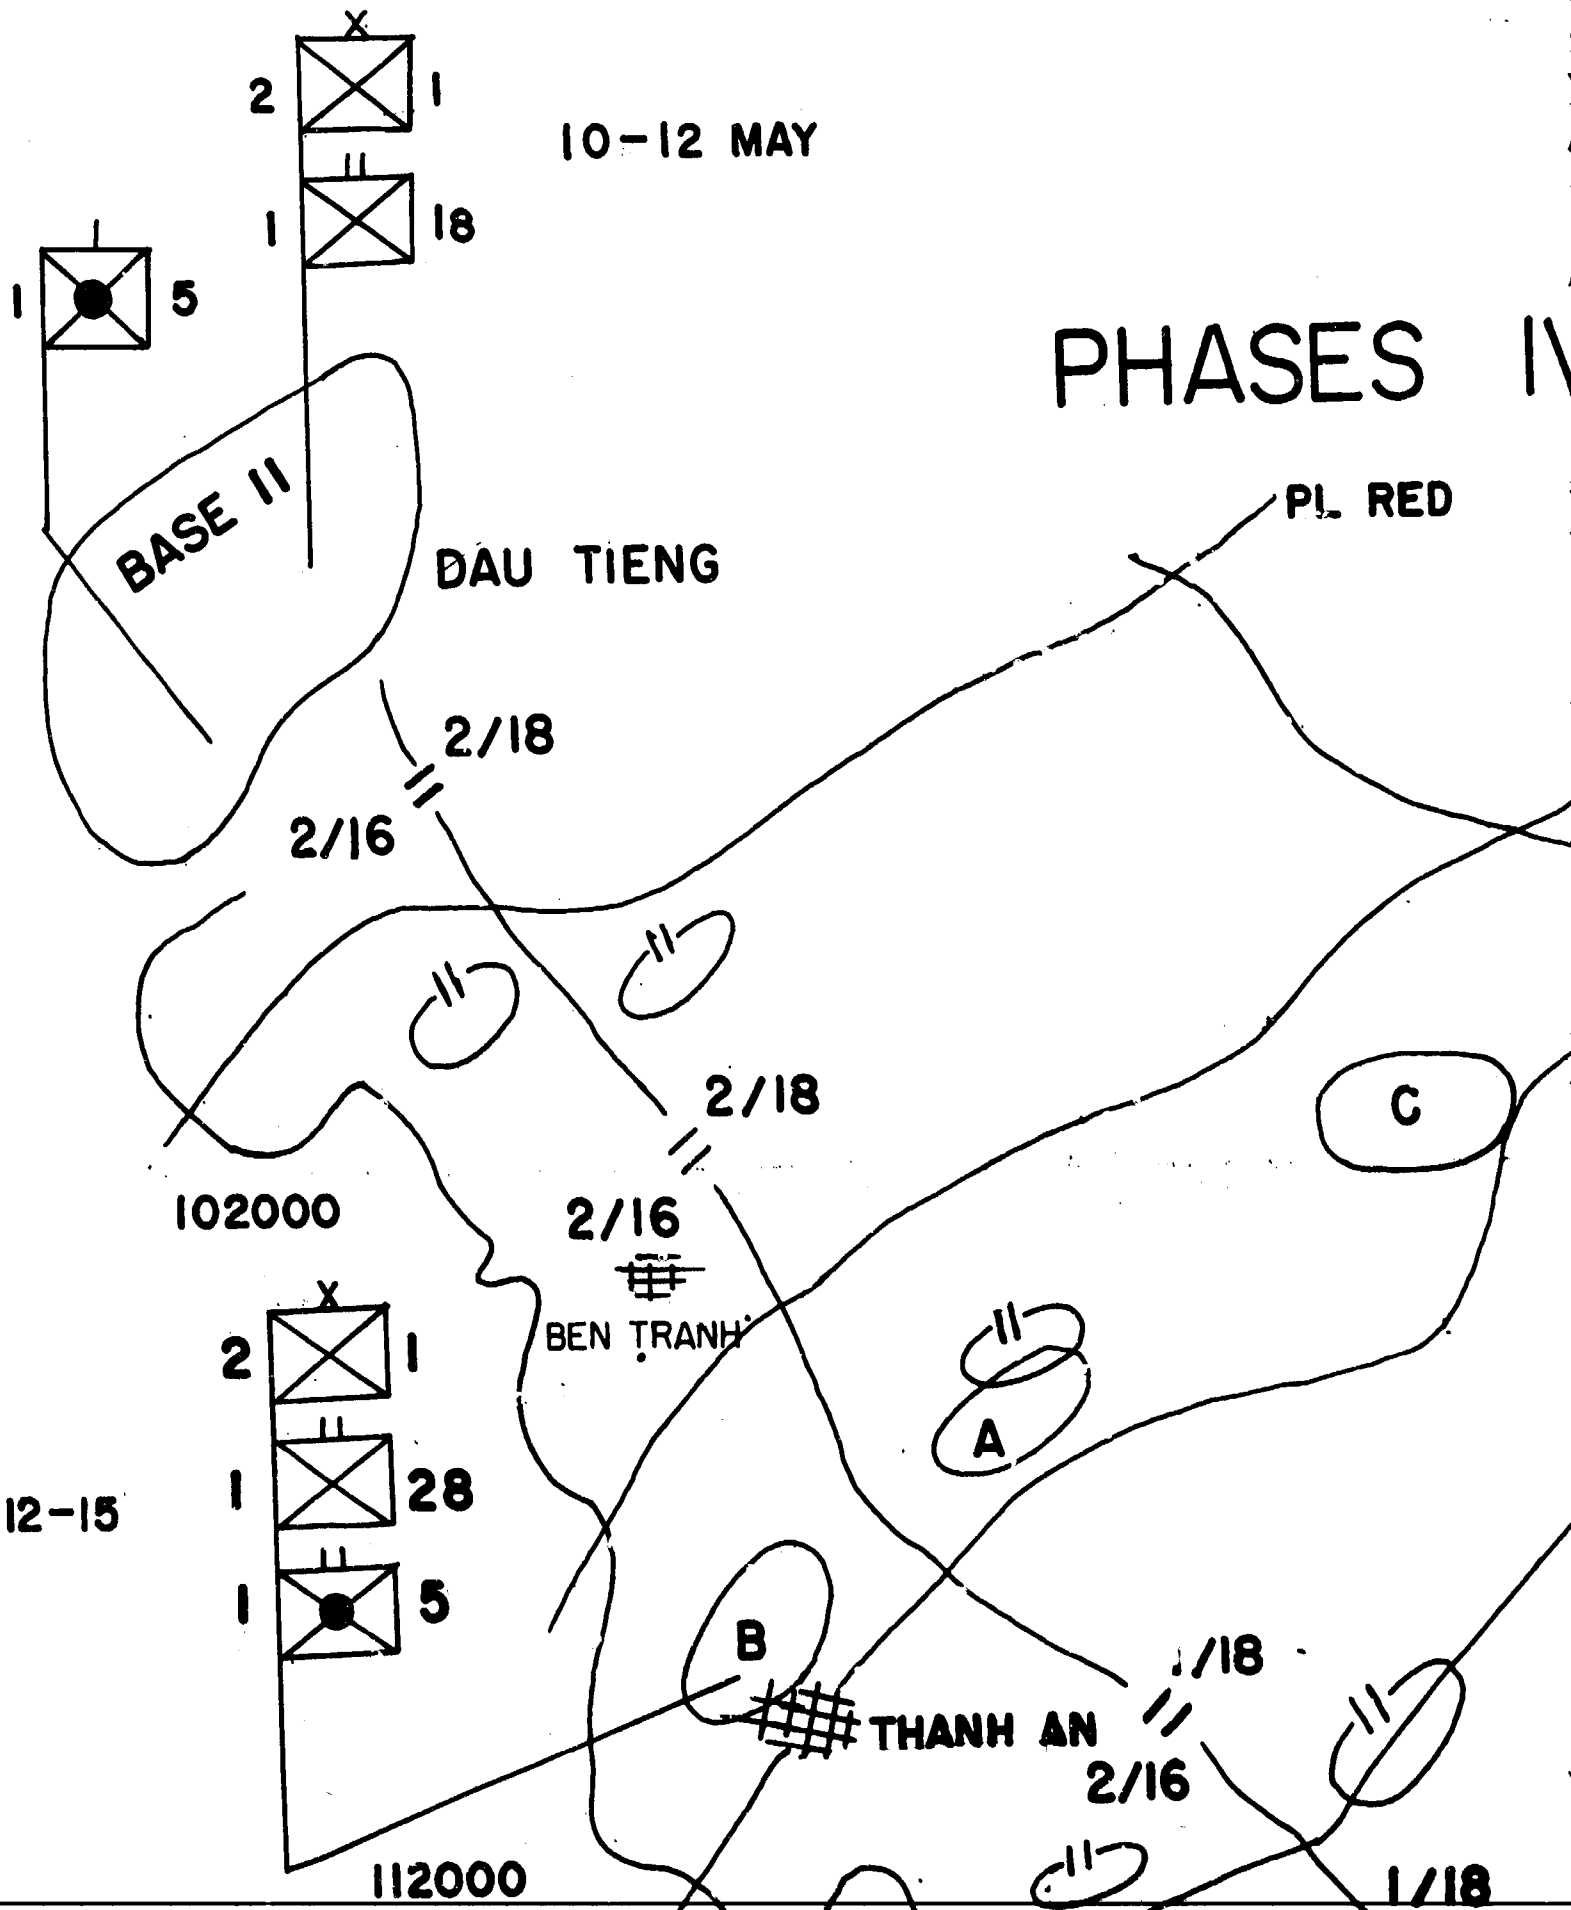 X
2 1
10-12 MAY
1 18
1 5
PHASES IV
PL RED
BASE II
DAU TIENG
2/18
2/16
2/18
C
102000
2/16
BEN TRANH
X
2 1
A
12-15
1 28
1 5
B
1/18
THANH AN
2/16
112000
1/18